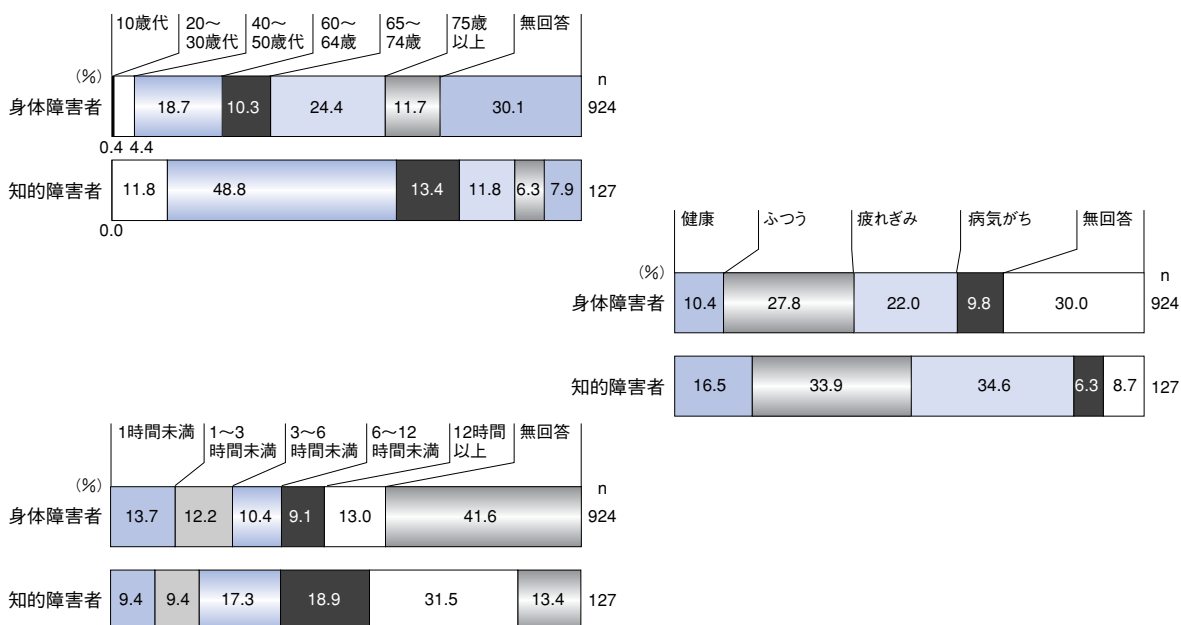 10歳代 20～30歳代 40～50歳代 60～64歳 65～74歳 75歳以上 無回答
(%) n
身体障害者 18.7 10.3 24.4 11.7 30.1 924
0.4 4.4
知的障害者 11.8 48.8 13.4 11.8 6.3 7.9 127
0.0
健康 ふつう 疲れぎみ 病気がち 無回答
(%) n
身体障害者 10.4 27.8 22.0 9.8 30.0 924
知的障害者 16.5 33.9 34.6 6.3 8.7 127
1時間未満 1～3時間未満 3～6時間未満 6～12時間未満 12時間以上 無回答
(%) n
身体障害者 13.7 12.2 10.4 9.1 13.0 41.6 924
知的障害者 9.4 9.4 17.3 18.9 31.5 13.4 127